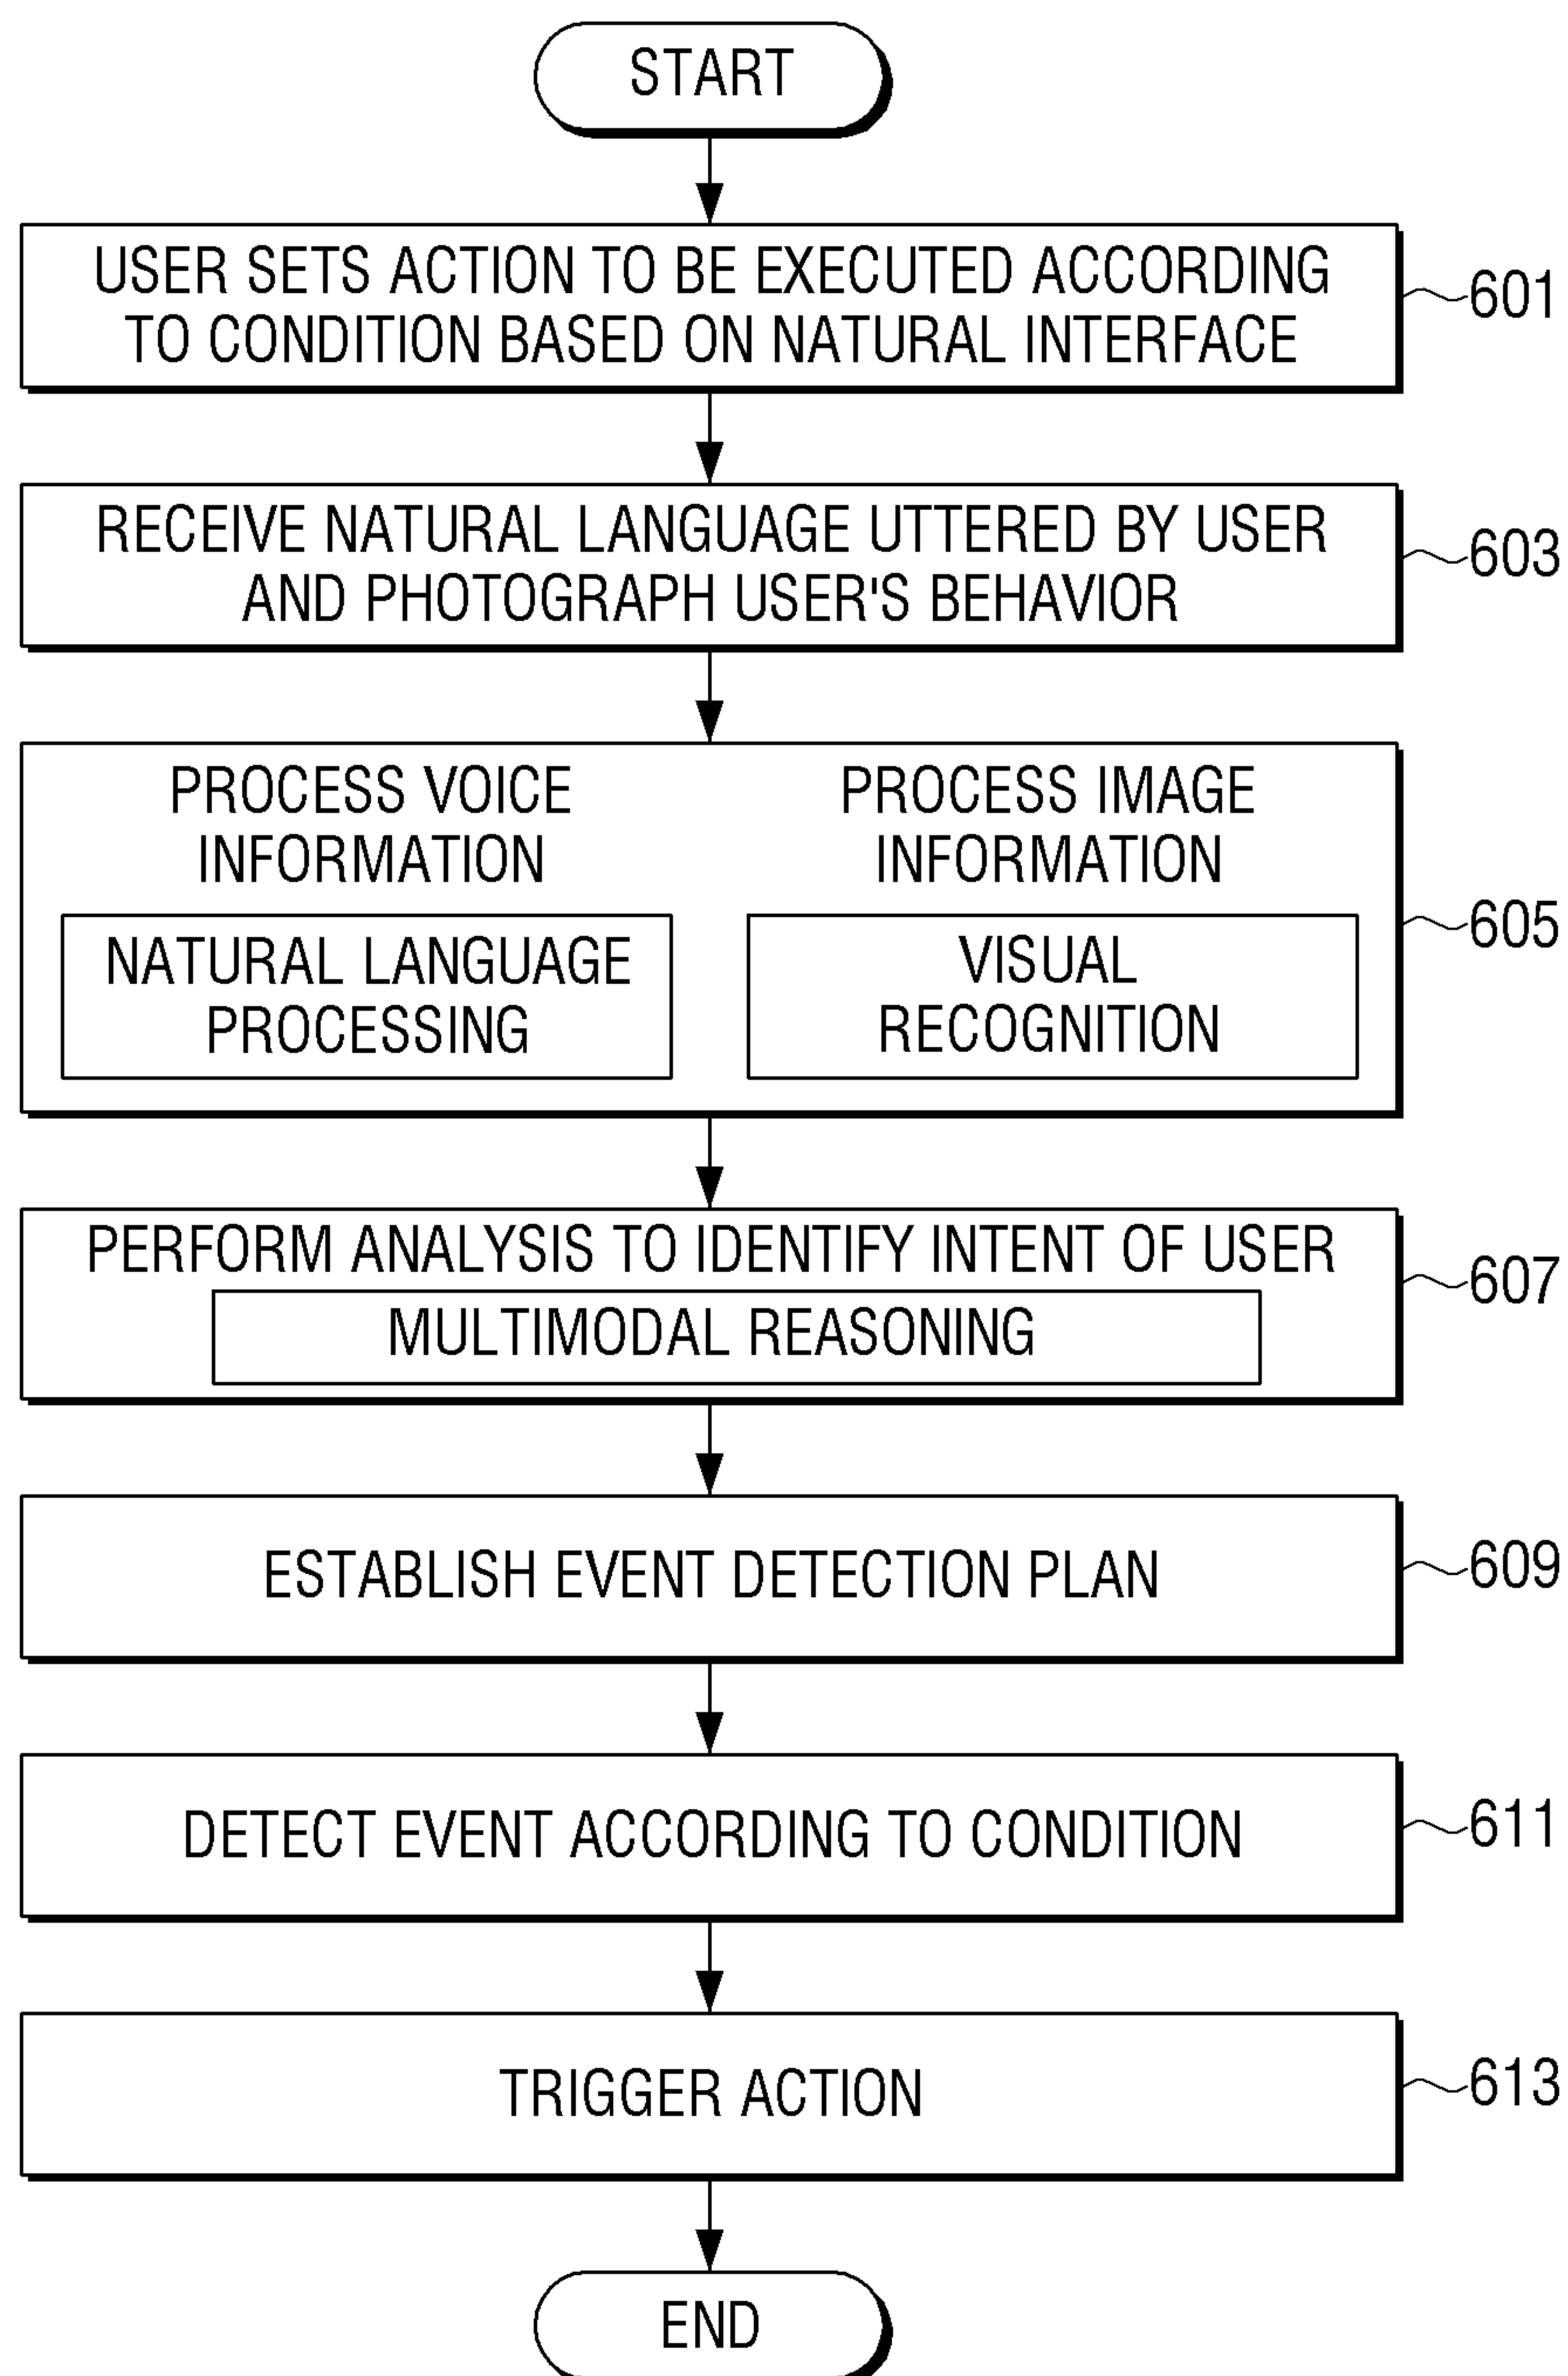 START
USER SETS ACTION TO BE EXECUTED ACCORDING
TO CONDITION BASED ON NATURAL INTERFACE
601
RECEIVE NATURAL LANGUAGE UTTERED BY USER
AND PHOTOGRAPH USER'S BEHAVIOR
603
PROCESS VOICE
INFORMATION
NATURAL LANGUAGE
PROCESSING
PROCESS IMAGE
INFORMATION
VISUAL
RECOGNITION
605
PERFORM ANALYSIS TO IDENTIFY INTENT OF USER
MULTIMODAL REASONING
607
ESTABLISH EVENT DETECTION PLAN
609
DETECT EVENT ACCORDING TO CONDITION
611
TRIGGER ACTION
613
END